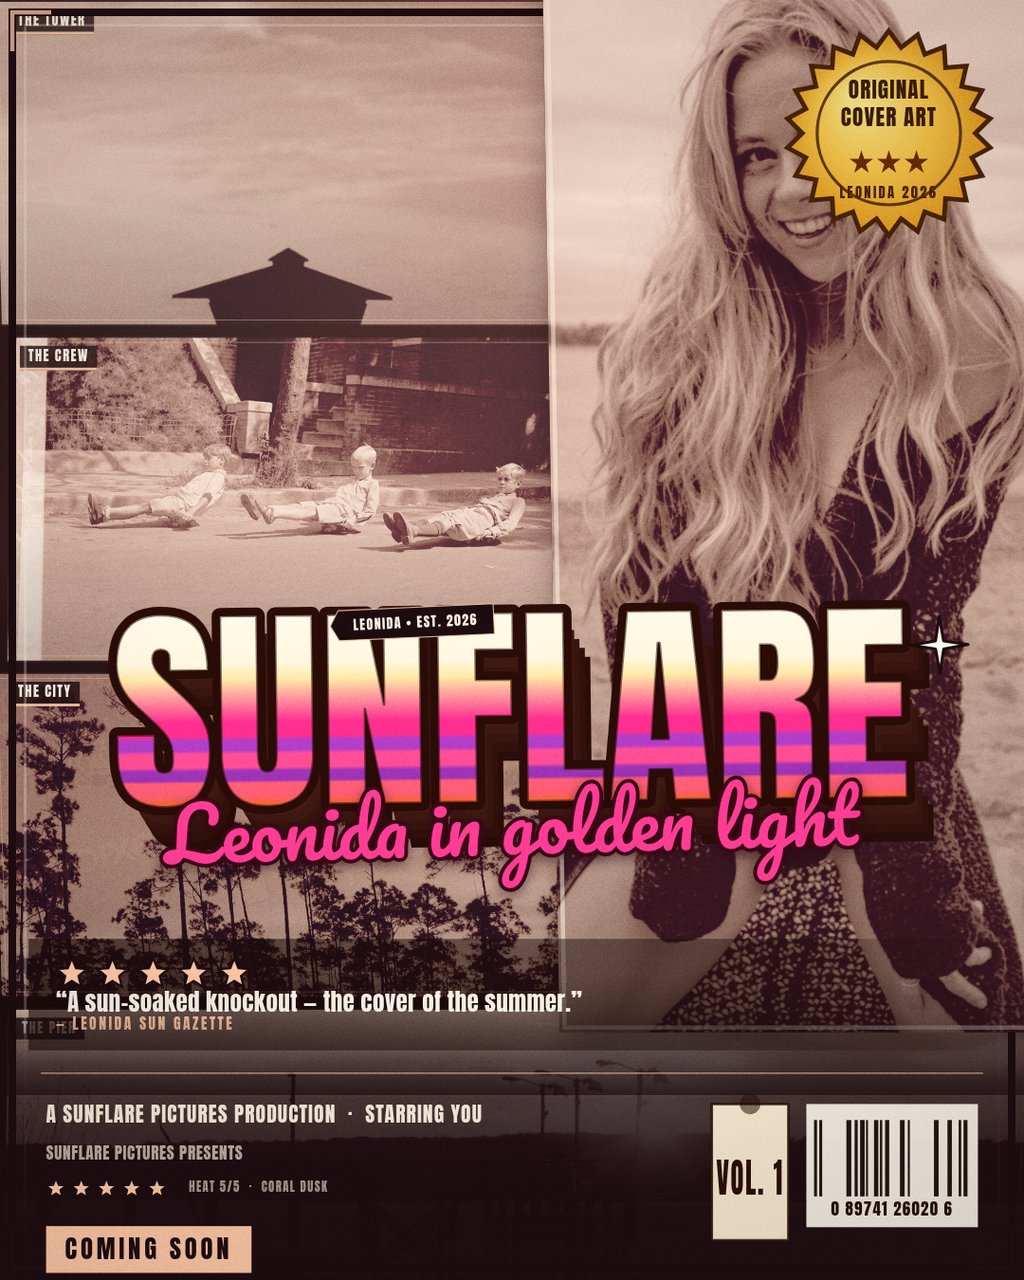 THE TOWER
ORIGINAL
COVER ART
LEONIDA 2026
THE CREW
LEONIDA • EST. 2026
SUNFLARE
THE CITY
Leonida in golden light
“A sun-soaked knockout – the cover of the summer.”
– LEONIDA SUN GAZETTE
THE PIER
A SUNFLARE PICTURES PRODUCTION · STARRING YOU
SUNFLARE PICTURES PRESENTS
HEAT 5/5 · CORAL DUSK
VOL. 1
0 89741 26020 6
COMING SOON